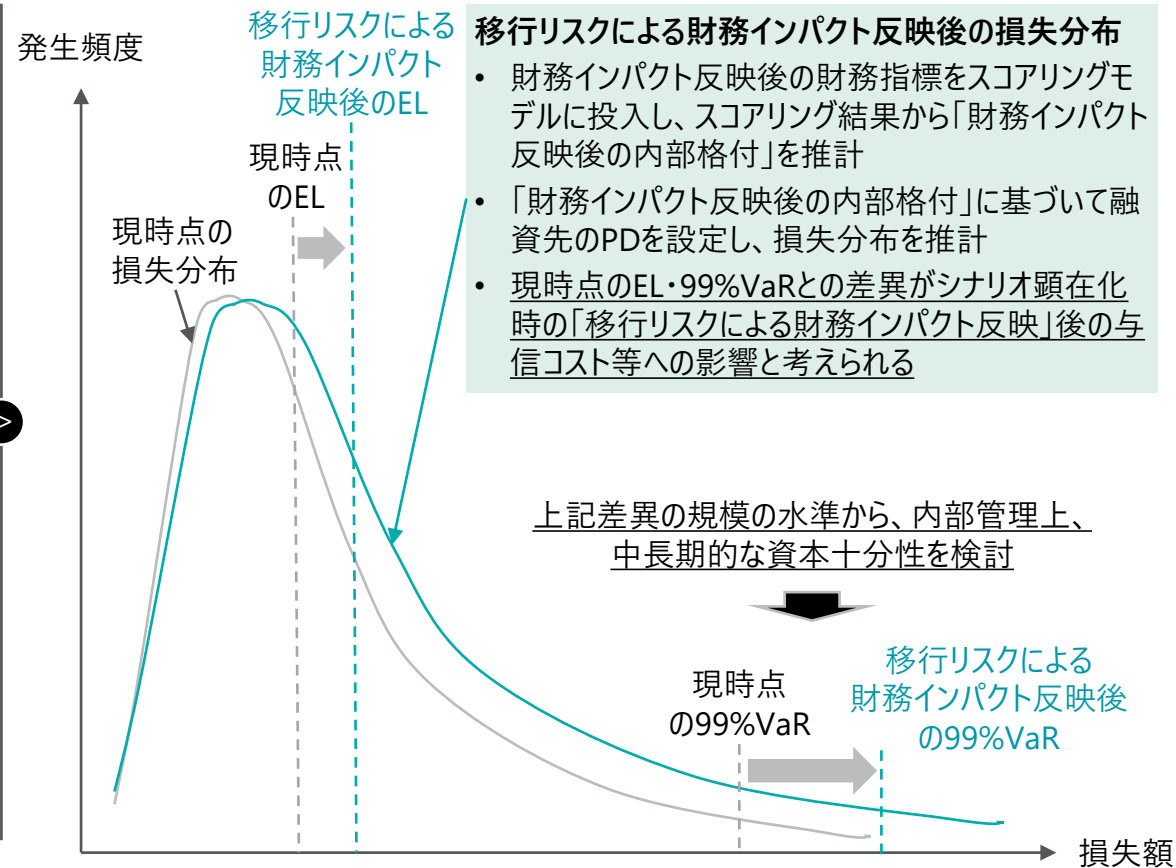 発生頻度
移行リスクによる
財務インパクト
反映後のEL
現時点
のEL
現時点の
損失分布
移行リスクによる財務インパクト反映後の損失分布
• 財務インパクト反映後の財務指標をスコアリングモ
デルに投入し、スコアリング結果から「財務インパクト
反映後の内部格付」を推計
• 「財務インパクト反映後の内部格付」に基づいて融
資先のPDを設定し、損失分布を推計
• 現時点のEL・99%VaRとの差異がシナリオ顕在化
時の「移行リスクによる財務インパクト反映」後の与
信コスト等への影響と考えられる
>
上記差異の規模の水準から、内部管理上、
中長期的な資本十分性を検討
現時点
の99%VaR
移行リスクによる
財務インパクト反映後
の99%VaR
損失額